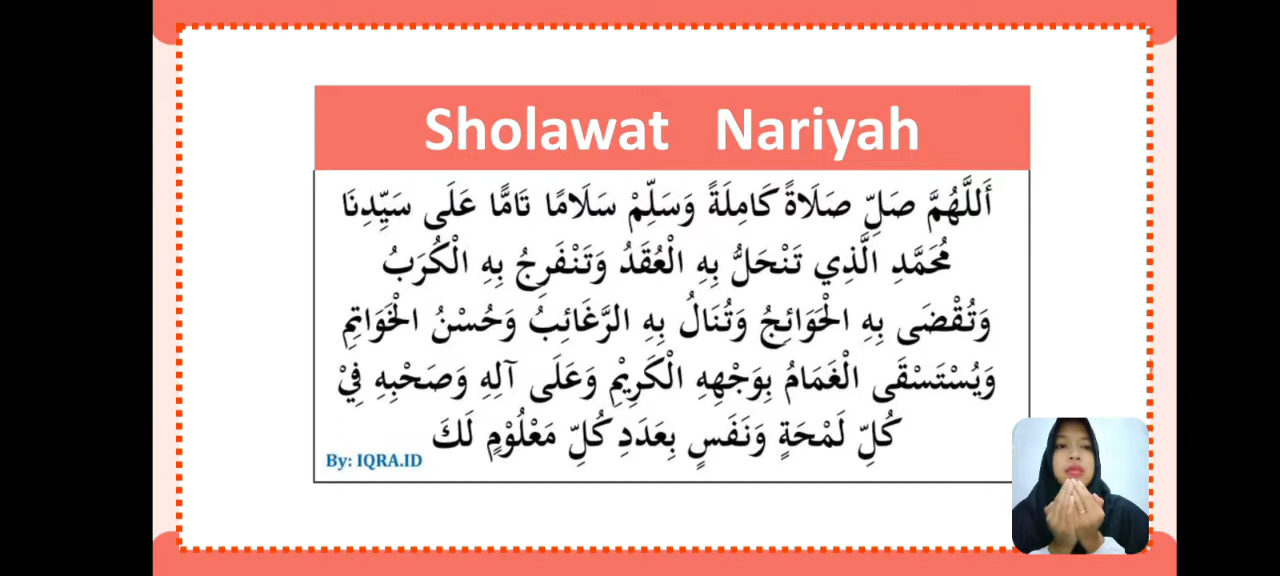 Sholawat Nariyah
أَللَّهُمَّ صَلِّ صَلَاةً كَامِلَةً وَسَلِّمْ سَلَامًا تَامًّا عَلَى سَيِّدِنَا
مُحَمَّدِ الَّذِي تَنْحَلُّ بِهِ الْعُقَدُ وَتَنْفَرِجُ بِهِ الْكُرَبُ
وَتُقْضَى بِهِ الْحَوَائِجُ وَتُنَالُ بِهِ الرَّغَائِبُ وَحُسْنُ الْخَوَاتِمِ
وَيُسْتَسْقَى الْغَمَامُ بِوَجْهِهِ الْكَرِيْمِ وَعَلَى آلِهِ وَصَحْبِهِ فِيْ
كُلِّ لَمْحَةٍ وَنَفَسٍ بِعَدَدِ كُلِّ مَعْلُوْمٍ لَكَ
By: IQRA.ID